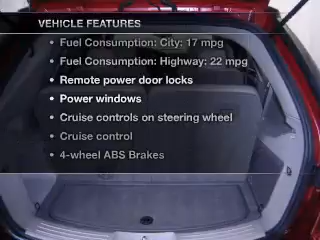 VEHICLE FEATURES
• Fuel Consumption: City: 17 mpg
• Fuel Consumption: Highway: 22 mpg
• Remote power door locks
• Power windows
• Cruise controls on steering wheel
• Cruise control
• 4-wheel ABS Brakes